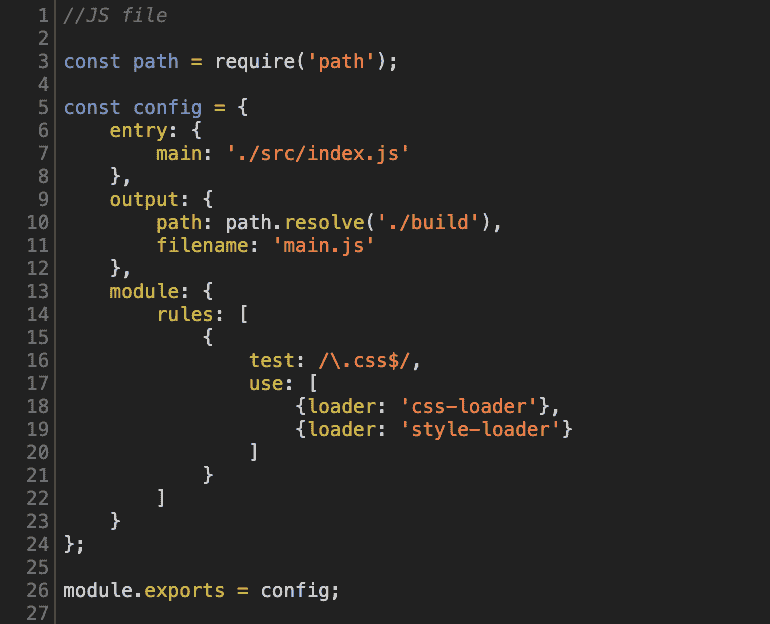 1 //JS file
2
3 const path = require('path');
4
5 const config = {
6     entry: {
7         main: './src/index.js'
8     },
9     output: {
10         path: path.resolve('./build'),
11         filename: 'main.js'
12     },
13     module: {
14         rules: [
15             {
16                 test: /\.css$/,
17                 use: [
18                     {loader: 'css-loader'},
19                     {loader: 'style-loader'}
20                 ]
21             }
22         ]
23     }
24 };
25
26 module.exports = config;
27